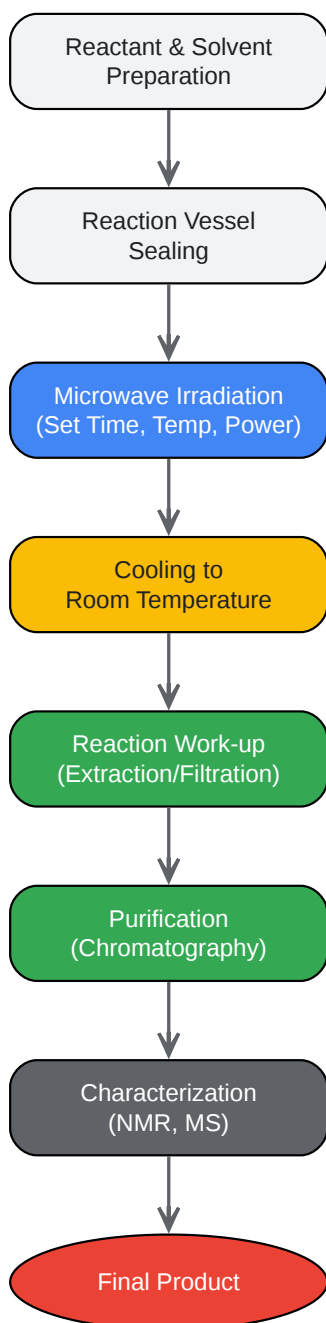 Reactant & Solvent
Preparation
Reaction Vessel
Sealing
Microwave Irradiation
(Set Time, Temp, Power)
Cooling to
Room Temperature
Reaction Work-up
(Extraction/Filtration)
Purification
(Chromatography)
Characterization
(NMR, MS)
Final Product